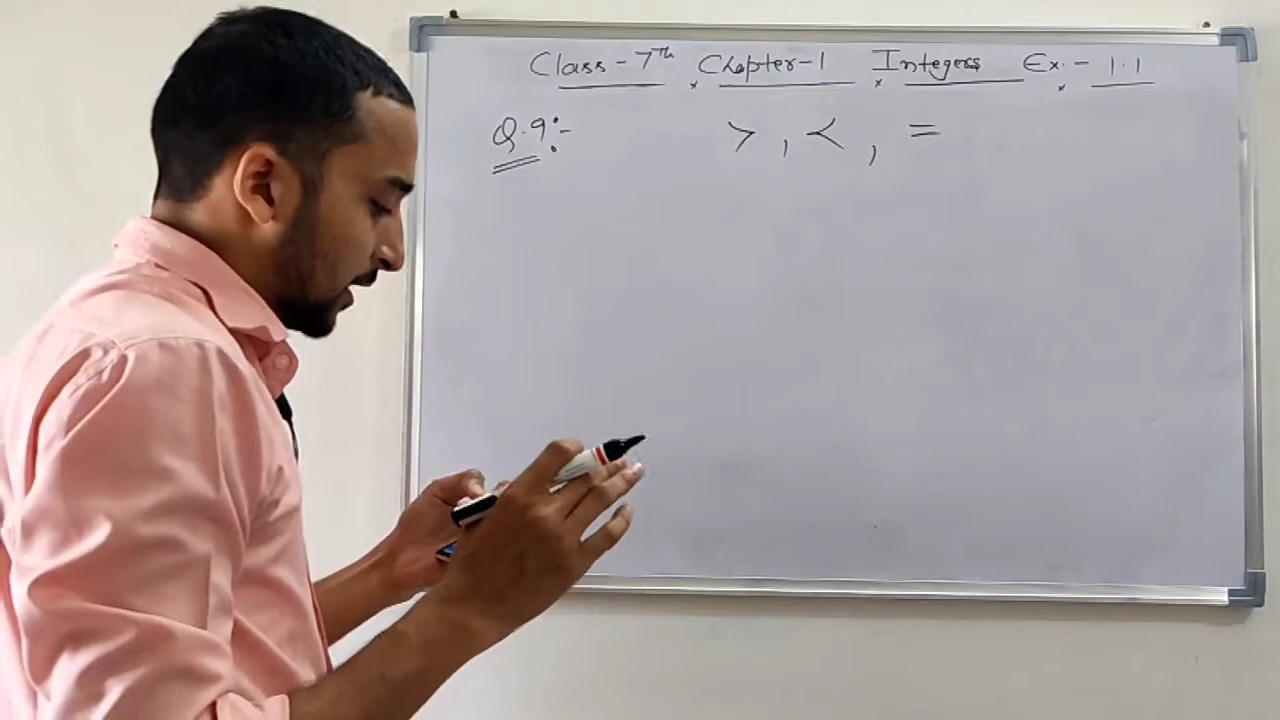 Class - 7th Chapter-1 Integers Ex.- 1.1
Q.9:- > , < , =